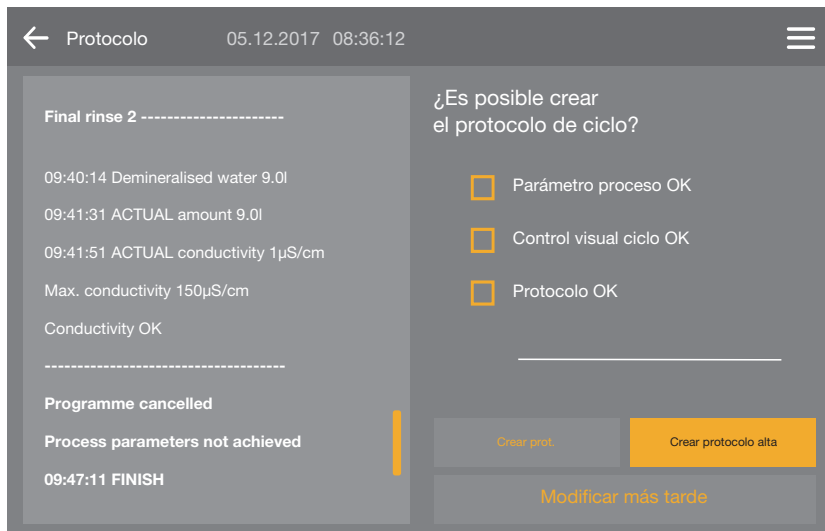 Protocolo 05.12.2017 08:36:12
Final rinse 2 ----------------------
09:40:14 Demineralised water 9.0l
09:41:31 ACTUAL amount 9.0l
09:41:51 ACTUAL conductivity 1µS/cm
Max. conductivity 150µS/cm
Conductivity OK
-------------------------------------
Programme cancelled
Process parameters not achieved
09:47:11 FINISH
¿Es posible crear
el protocolo de ciclo?
Parámetro proceso OK
Control visual ciclo OK
Protocolo OK
Crear prot.
Crear protocolo alta
Modificar más tarde